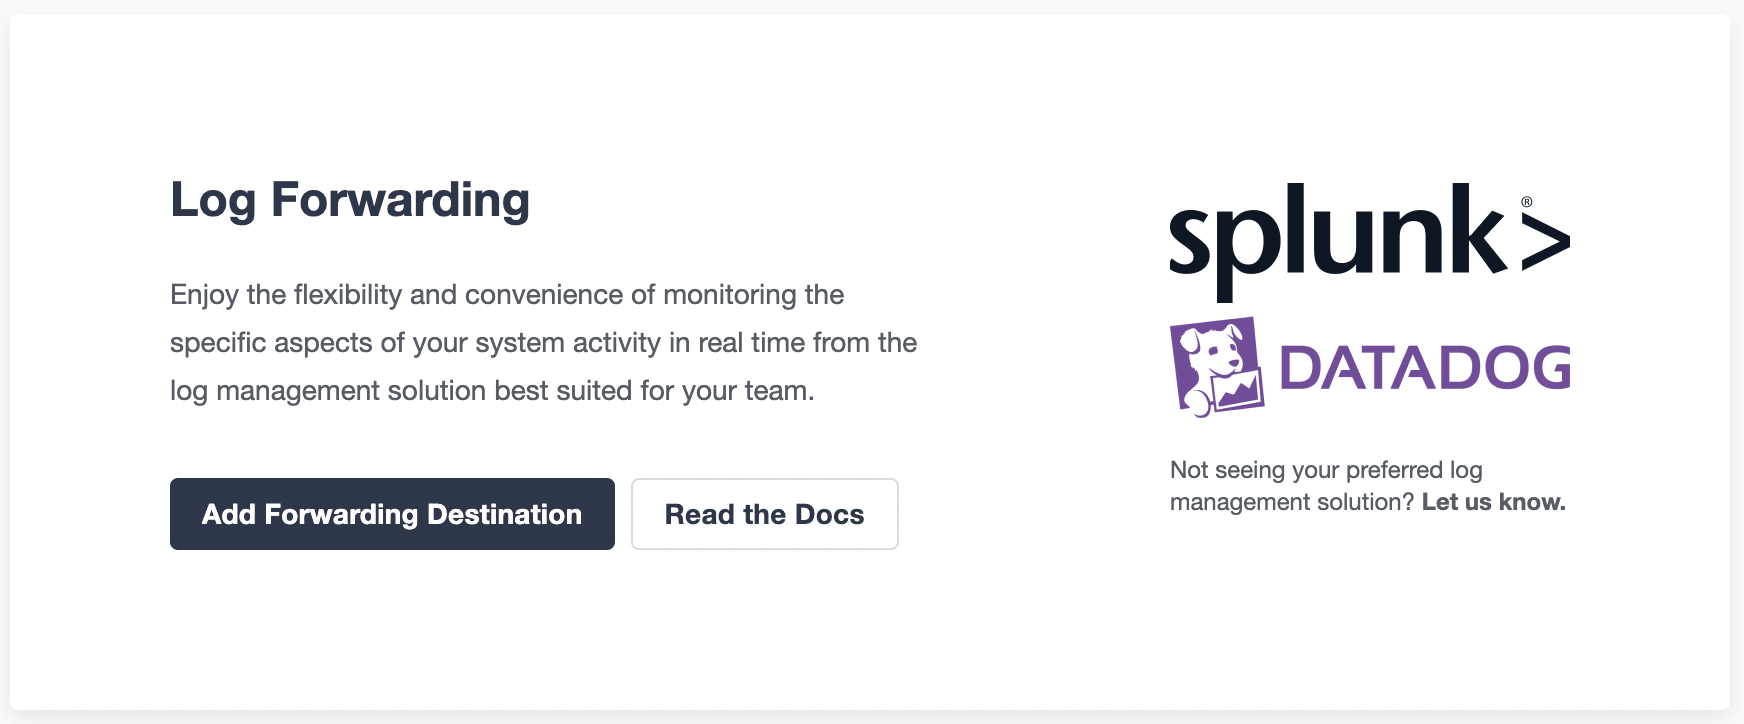 Log Forwarding
Enjoy the flexibility and convenience of monitoring the
specific aspects of your system activity in real time from the
log management solution best suited for your team.
Add Forwarding Destination
Read the Docs
splunk>®
DATADOG
Not seeing your preferred log
management solution? Let us know.